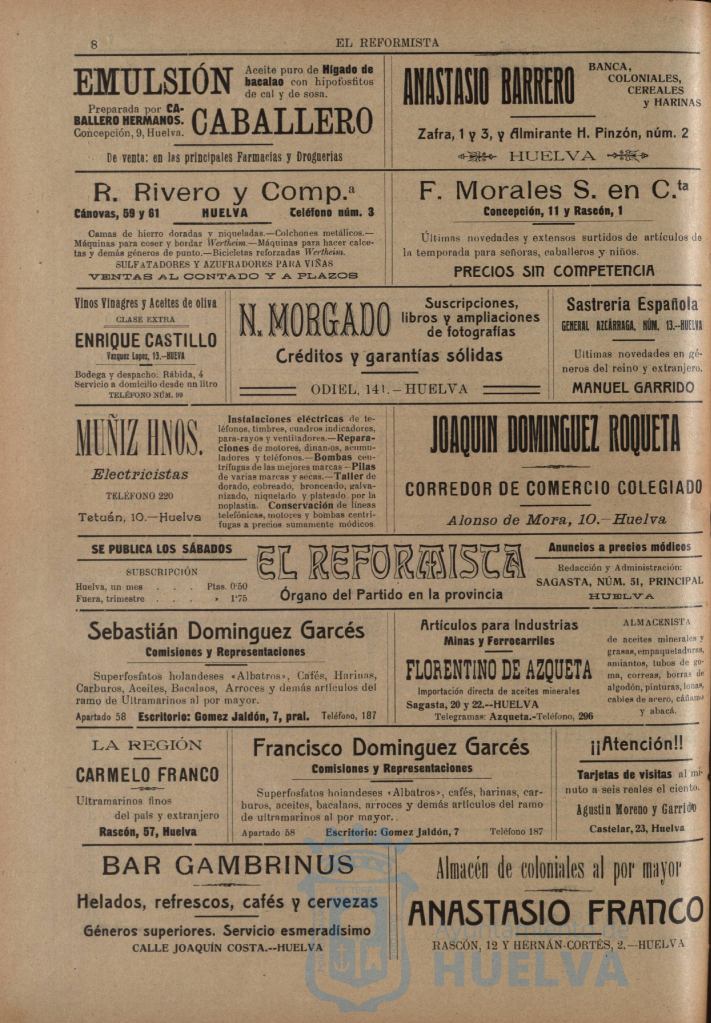 8
EL REFORMISTA
EMULSIÓN
Aceite puro de Hígado de
bacalao con hipofosfitos
de cal y de sosa.
Preparada por CA-
BALLERO HERMANOS.
Concepción, 9, Huelva.
CABALLERO
De venta: en las principales Farmacias y Droguerias
ANASTASIO BARRERO
BANCA,
COLONIALES,
CEREALES
y HARINAS
Zafra, 1 y 3, y Almirante H. Pinzón, núm. 2
HUELVA
R. Rivero y Comp.ª
Cánovas, 59 y 61 HUELVA Teléfono núm. 3
Camas de hierro doradas y niqueladas.—Colchones metálicos.—
Máquinas para coser y bordar Wertheim.—Máquinas para hacer calce-
tas y demás géneros de punto.—Bicicletas reforzadas Wertheim.
SULFATADORES Y AZUFRADORES PARA VIÑAS
VENTAS AL CONTADO Y A PLAZOS
F. Morales S. en C.ta
Concepción, 11 y Rascón, 1
Últimas novedades y extensos surtidos de artículos de
la temporada para señoras, caballeros y niños.
PRECIOS SIN COMPETENCIA
Vinos Vinagres y Aceites de oliva
CLASE EXTRA
ENRIQUE CASTILLO
Vazquez Lopez, 13.—HUEVA
Bodega y despacho: Rábida, 4
Servicio a domicilio desde un litro
TELÉFONO NÚM. 99
N. MORGADO
Suscripciones,
libros y ampliaciones
de fotografías
Créditos y garantías sólidas
ODIEL, 141.—HUELVA
Sastrería Española
GENERAL AZCÁRRAGA, NÚM. 13.—HUELVA
Ultimas novedades en gé-
neros del reino y extranjero.
MANUEL GARRIDO
MUÑIZ HNOS.
Electricistas
TELÉFONO 220
Tetuán, 10.—Huelva
Instalaciones eléctricas de te-
léfonos, timbres, cuadros indicadores,
para-rayos y ventiladores.—Repara-
ciones de motores, dinamos, acumu-
ladores y teléfonos.—Bombas cen-
trífugas de las mejores marcas—Pilas
de varias marcas y secas.—Taller de
dorado, cobreado, bronceado, galva-
nizado, niquelado y plateado por la
noplastia. Conservación de líneas
telefónicas, motores y bombas centrí-
fugas a precios sumamente módicos
JOAQUIN DOMINGUEZ ROQUETA
CORREDOR DE COMERCIO COLEGIADO
Alonso de Mora, 10.—Huelva
SE PUBLICA LOS SÁBADOS
SUBSCRIPCIÓN
Huelva, un mes . . . Ptas. 0'50
Fuera, trimestre . . . » 1'75
EL REFORMISTA
Órgano del Partido en la provincia
Anuncios a precios módicos
Redacción y Administración:
SAGASTA, NÚM. 51, PRINCIPAL
HUELVA
Sebastián Dominguez Garcés
Comisiones y Representaciones
Superfosfatos holandeses «Albatros», Cafés, Harinas,
Carburos, Aceites, Bacalaos, Arroces y demás artículos del
ramo de Ultramarinos al por mayor.
Apartado 58 Escritorio: Gomez Jaldón, 7, pral. Teléfono, 187
Artículos para Industrias
Minas y Ferrocarriles
FLORENTINO DE AZQUETA
Importación directa de aceites minerales
Sagasta, 20 y 22.--HUELVA
Telegramas: Azqueta.-Teléfono, 296
ALMACENISTA
de aceites minerales y
grasas, empaquetaduras,
amiantos, tubos de go-
ma, correas, borras de
algodón, pinturas, lonas,
cables de acero, cáñamo
y abacá.
LA REGIÓN
CARMELO FRANCO
Ultramarinos finos
del país y extranjero
Rascón, 57, Huelva
Francisco Dominguez Garcés
Comisiones y Representaciones
Superfosfatos hoiandeses «Albatros», cafés, harinas, car-
buros, aceites, bacalaos, arroces y demás artículos del ramo
de ultramarinos al por mayor.
Apartado 58 Escritorio: Gomez Jaldón, 7 Teléfono 187
¡¡Atención!!
Tarjetas de visitas al mi-
nuto a seis reales el ciento.
Agustin Moreno y Garrido
Castelar, 23, Huelva
BAR GAMBRINUS
Helados, refrescos, cafés y cervezas
Géneros superiores. Servicio esmeradísimo
CALLE JOAQUÍN COSTA.--HUELVA
Almacén de coloniales al por mayor
ANASTASIO FRANCO
RASCÓN, 12 Y HERNÁN-CORTÉS, 2.—HUELVA
Ayuntamiento de
HUELVA